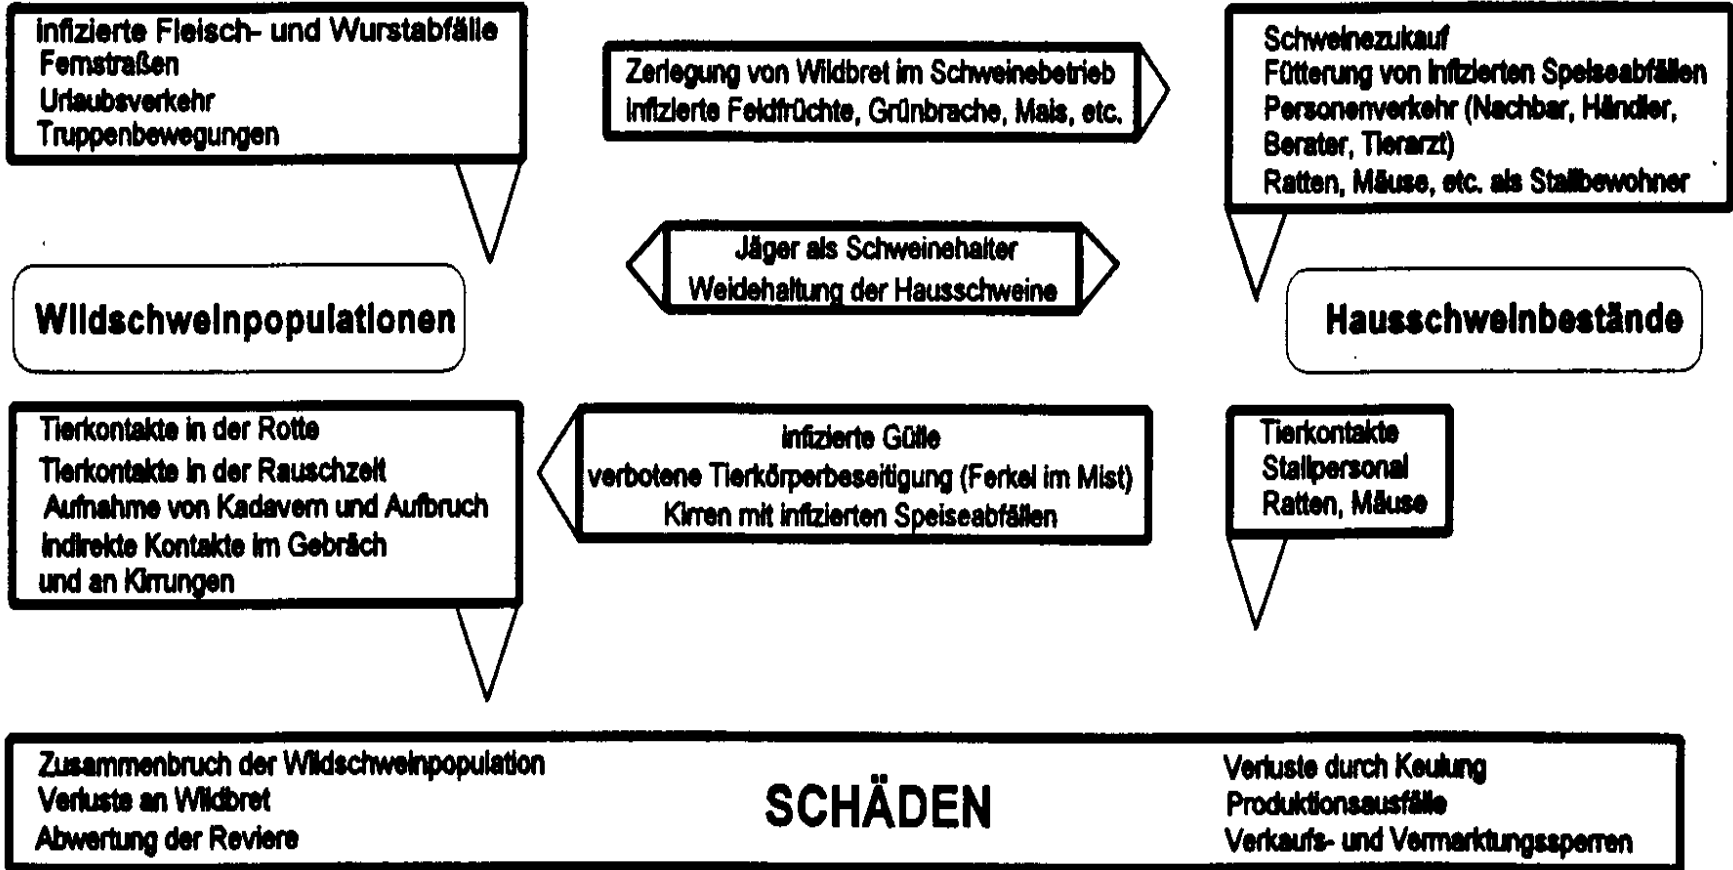 infizierte Fleisch- und Wurstabfälle
Fernstraßen
Urlaubsverkehr
Truppenbewegungen
Zerlegung von Wildbret im Schweinebetrieb
infizierte Feldfrüchte, Grünbrache, Mais, etc.
Schweinezukauf
Fütterung von infizierten Speiseabfällen
Personenverkehr (Nachbar, Händler,
Berater, Tierarzt)
Ratten, Mäuse, etc. als Stallbewohner
Jäger als Schweinehalter
Weidehaltung der Hausschweine
Wildschweinpopulationen
Hausschweinbestände
Tierkontakte in der Rotte
Tierkontakte in der Rauschzeit
Aufnahme von Kadavern und Aufbruch
indirekte Kontakte im Gebräch
und an Kirrungen
infizierte Gülle
verbotene Tierkörperbeseitigung (Ferkel im Mist)
Kirren mit infizierten Speiseabfällen
Tierkontakte
Stallpersonal
Ratten, Mäuse
Zusammenbruch der Wildschweinpopulation
Verluste an Wildbret
Abwertung der Reviere
SCHÄDEN
Verluste durch Keulung
Produktionsausfälle
Verkaufs- und Vermarktungssperren